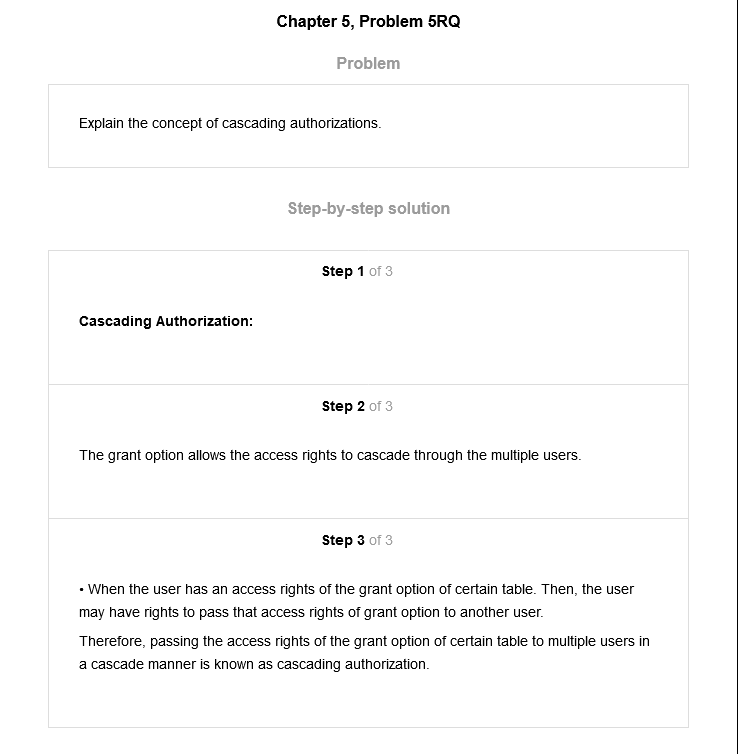 Chapter 5, Problem 5RQ
Problem
Explain the concept of cascading authorizations.
Step-by-step solution
Step 1 of 3
Cascading Authorization:
Step 2 of 3
The grant option allows the access rights to cascade through the multiple users.
Step 3 of 3
• When the user has an access rights of the grant option of certain table. Then, the user
may have rights to pass that access rights of grant option to another user.
Therefore, passing the access rights of the grant option of certain table to multiple users in
a cascade manner is known as cascading authorization.